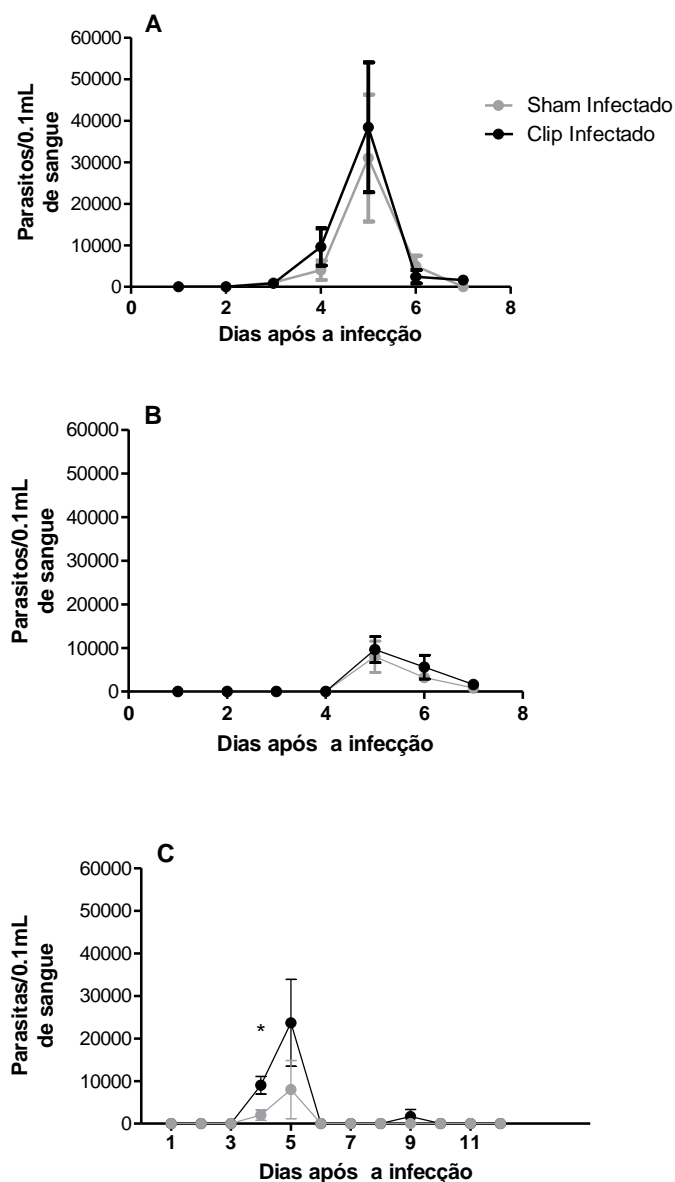 A
60000
50000
40000
30000
20000
10000
0
Parasitos/0.1mL
de sangue
0 2 4 6 8
Dias após a infecção
Sham Infectado
Clip Infectado
B
60000
50000
40000
30000
20000
10000
0
Parasitos/0.1mL
de sangue
0 2 4 6 8
Dias após a infecção
C
60000
50000
40000
30000
20000
10000
0
Parasitas/0.1mL
de sangue
*
1 3 5 7 9 11
Dias após a infecção